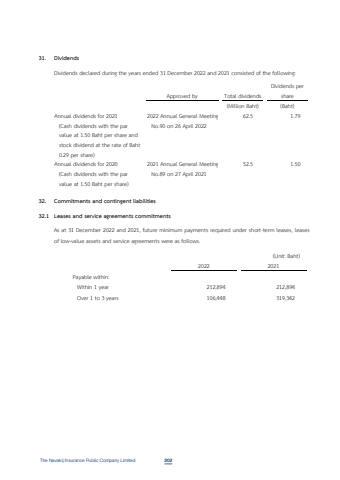 31. Dividends
Dividends declared during the years ended 31 December 2022 and 2021 consisted of the following:
Dividends per
Approved by Total dividends share
(Million Baht) (Baht)
Annual dividends for 2021 2022 Annual General Meeting 62.5 1.79
(Cash dividends with the par No.90 on 26 April 2022
value at 1.50 Baht per share and
stock dividend at the rate of Baht
0.29 per share)
Annual dividends for 2020 2021 Annual General Meeting 52.5 1.50
(Cash dividends with the par No.89 on 27 April 2021
value at 1.50 Baht per share)
32. Commitments and contingent liabilities
32.1 Leases and service agreements commitments
As at 31 December 2022 and 2021, future minimum payments required under short-term leases, leases
of low-value assets and service agreements were as follows.
(Unit: Baht)
2022 2021
Payable within:
Within 1 year 212,894 212,894
Over 1 to 3 years 106,448 319,342
The Navakij Insurance Public Company Limited 202